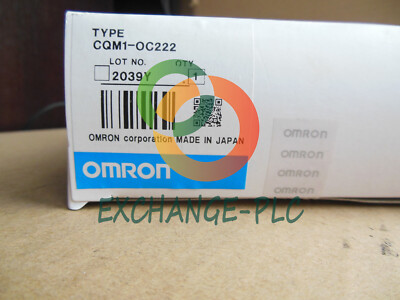 TYPE
CQM1-OC222
LOT NO. QTY
2039Y 1
OMRON corporation MADE IN JAPAN
OMRON
OMRON
OMRON
OMRON
OMRON
EXCHANGE-PLC